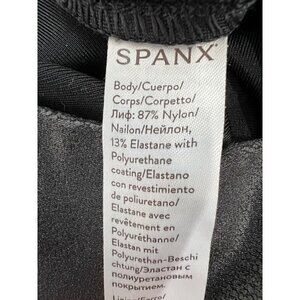 SPANX®
Body/Cuerpo/
Corps/Corpetto/
Лиф: 87% Nylon/
Nailon/Нейлон,
13% Elastane with
Polyurethane
coating/Elastano
con revestimiento
de poliuretano/
Elastane avec
revêtement en
Polyuréthanne/
Elastan mit
Polyurethan-Beschi
chtung/Эластан с
полиуретановым
покрытием.